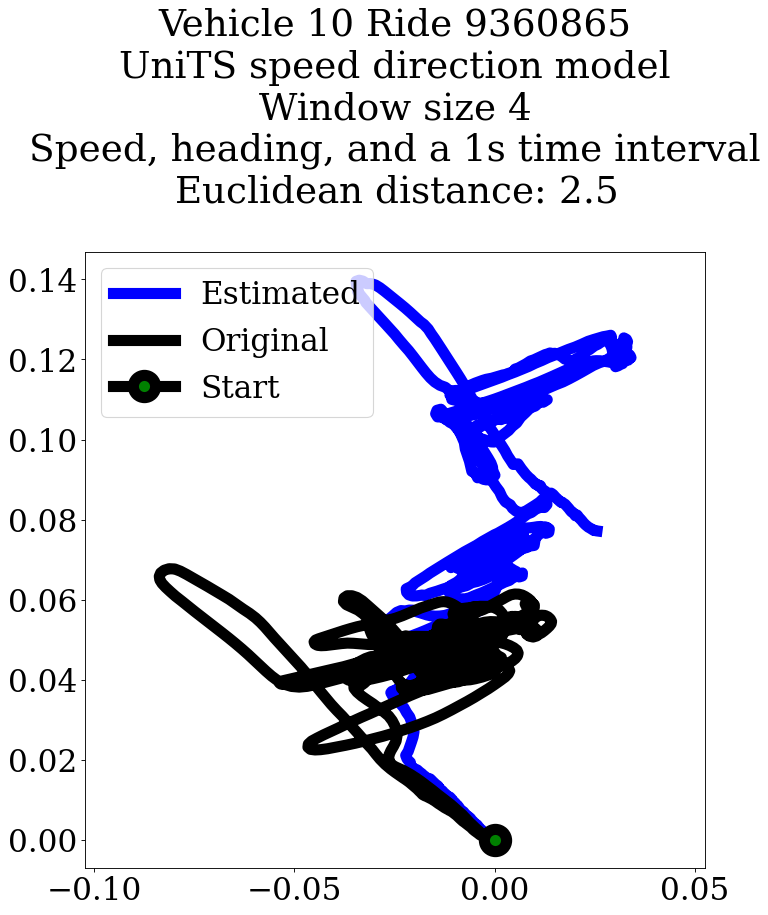 Vehicle 10 Ride 9360865
UniTS speed direction model
Window size 4
Speed, heading, and a 1s time interval
Euclidean distance: 2.5
0.14
0.12
0.10
0.08
0.06
0.04
0.02
0.00
Estimated
Original
Start
−0.10
−0.05
0.00
0.05